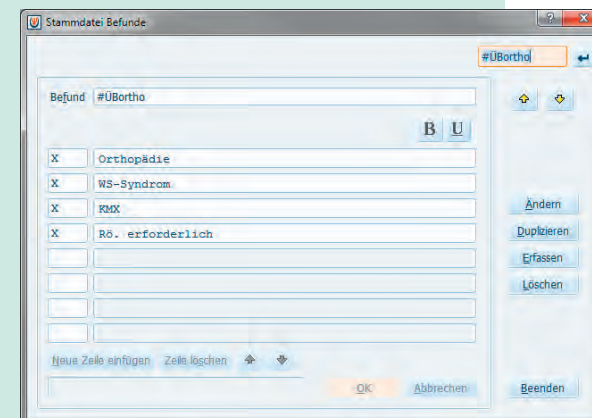 Stammdatei Befunde
#ÜBortho
Befund #ÜBortho
B U
X Orthopädie
X WS-Syndrom
X KMX
X Rö. erforderlich
Ändern
Duplizieren
Erfassen
Löschen
Neue Zeile einfügen Zeile löschen
OK Abbrechen Beenden